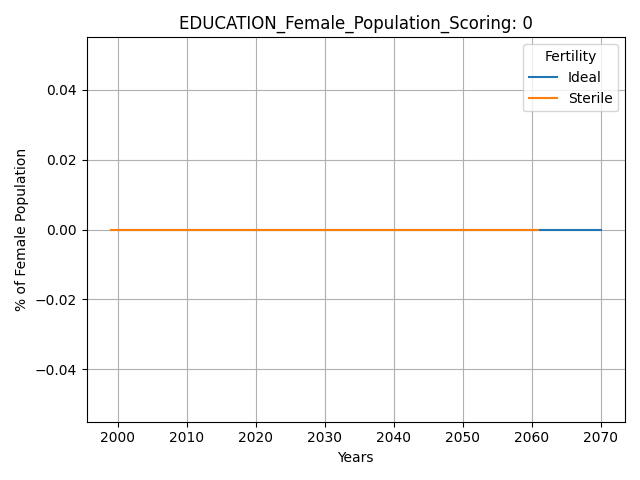 EDUCATION_Female_Population_Scoring: 0
Fertility
Ideal
Sterile
0.04
0.02
0.00
−0.02
−0.04
% of Female Population
2000 2010 2020 2030 2040 2050 2060 2070
Years